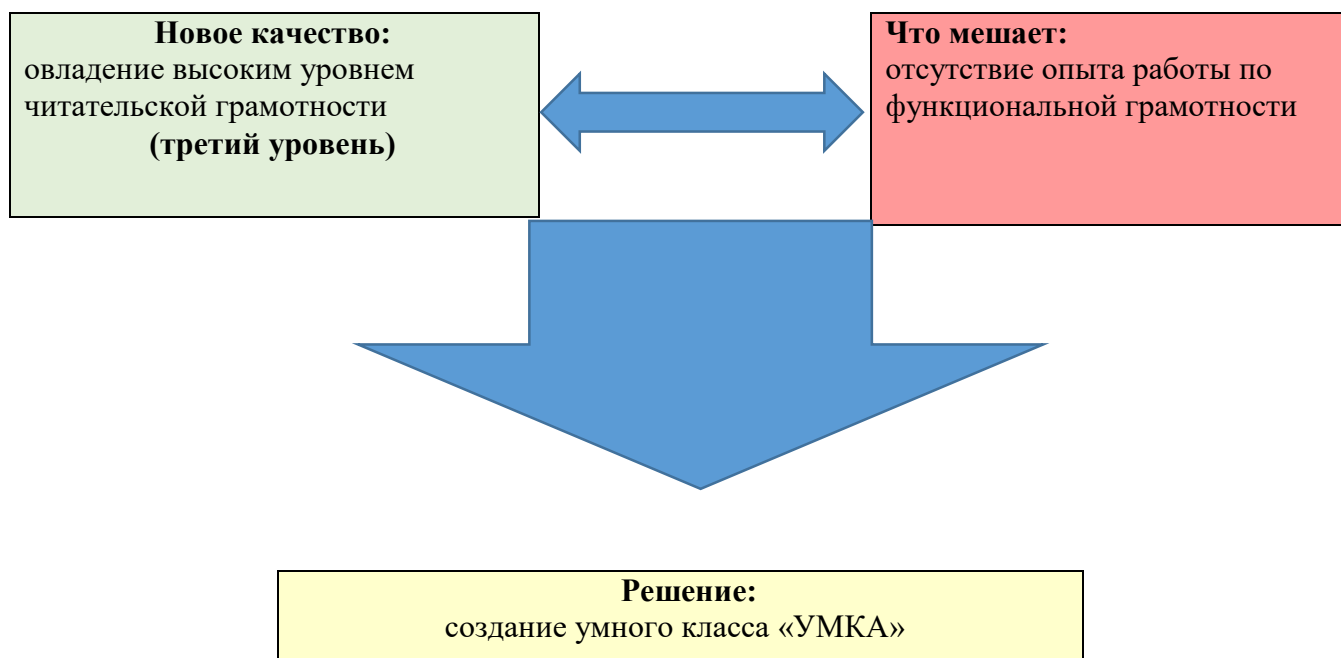 Новое качество:
овладение высоким уровнем
читательской грамотности
(третий уровень)
Что мешает:
отсутствие опыта работы по
функциональной грамотности
Решение:
создание умного класса «УМКА»